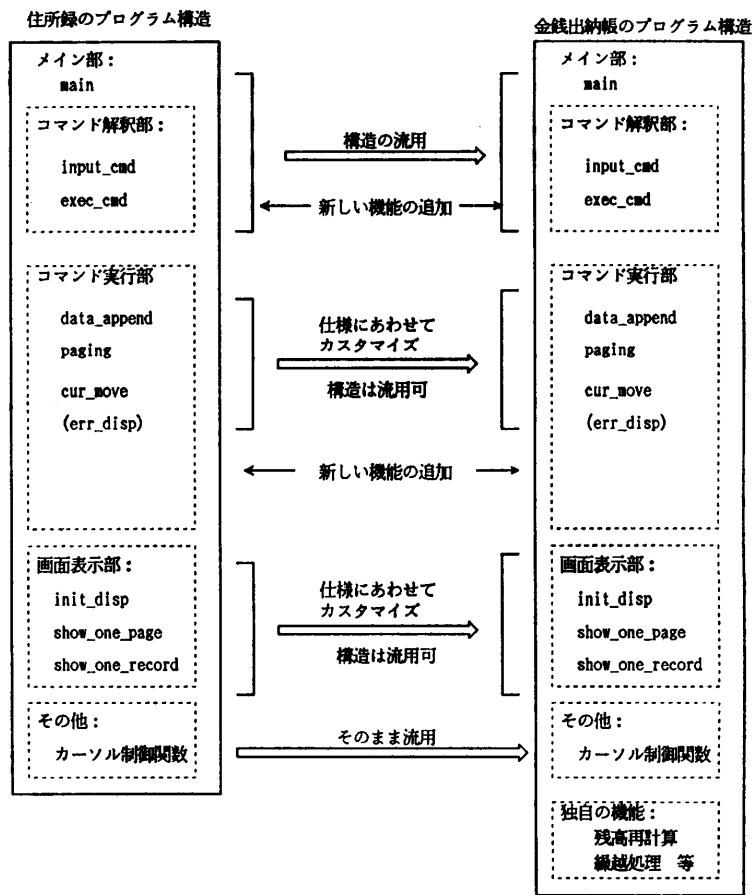 住所録のプログラム構造
メイン部：
main
コマンド解釈部：
input_cmd
exec_cmd
コマンド実行部
data_append
paging
cur_move
(err_disp)
画面表示部：
init_disp
show_one_page
show_one_record
その他：
カーソル制御関数
構造の流用
新しい機能の追加
仕様にあわせて
カスタマイズ
構造は流用可
新しい機能の追加
仕様にあわせて
カスタマイズ
構造は流用可
そのまま流用
金銭出納帳のプログラム構造
メイン部：
main
コマンド解釈部：
input_cmd
exec_cmd
コマンド実行部
data_append
paging
cur_move
(err_disp)
画面表示部：
init_disp
show_one_page
show_one_record
その他：
カーソル制御関数
独自の機能：
残高再計算
繰越処理　等